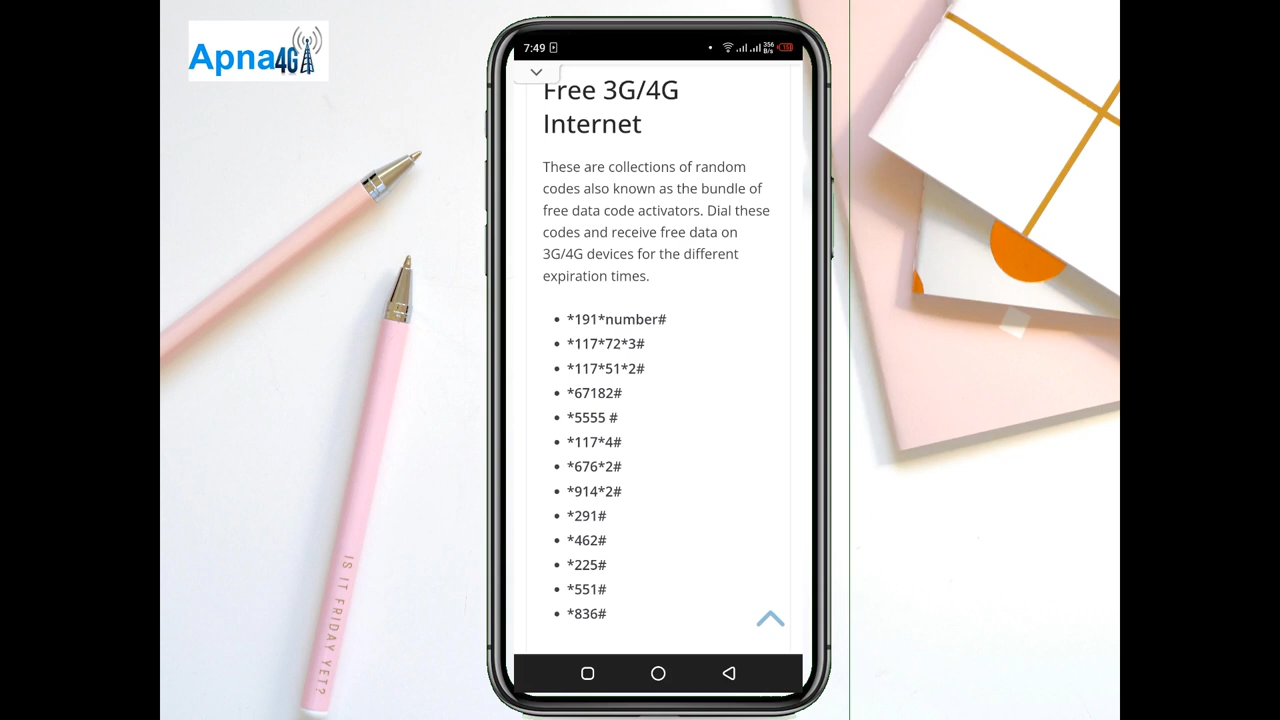 Apna4G
7:49
356
B/s
Free 3G/4G
Internet
These are collections of random
codes also known as the bundle of
free data code activators. Dial these
codes and receive free data on
3G/4G devices for the different
expiration times.
• *191*number#
• *117*72*3#
• *117*51*2#
• *67182#
• *5555 #
• *117*4#
• *676*2#
• *914*2#
• *291#
• *462#
• *225#
• *551#
• *836#
IS IT FRIDAY YET?